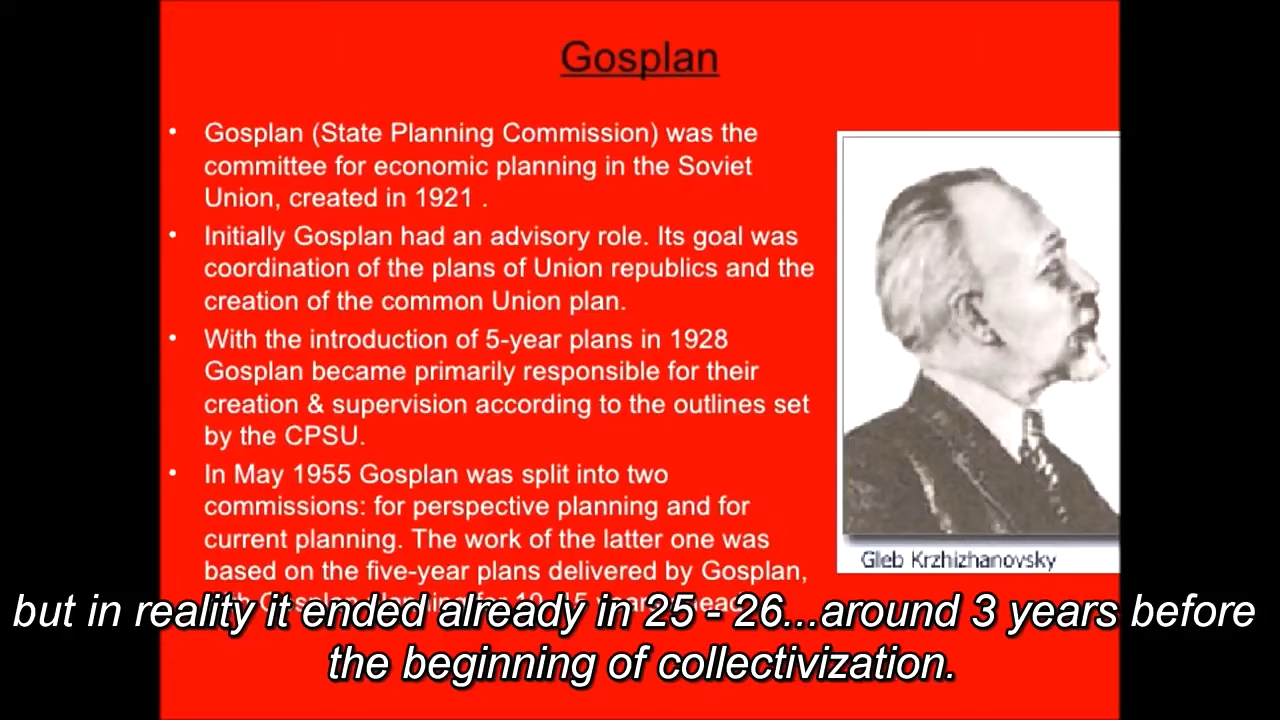 Gosplan
• Gosplan (State Planning Commission) was the
committee for economic planning in the Soviet
Union, created in 1921 .
• Initially Gosplan had an advisory role. Its goal was
coordination of the plans of Union republics and the
creation of the common Union plan.
• With the introduction of 5-year plans in 1928
Gosplan became primarily responsible for their
creation & supervision according to the outlines set
by the CPSU.
• In May 1955 Gosplan was split into two
commissions: for perspective planning and for
current planning. The work of the latter one was
based on the five-year plans delivered by Gosplan,
Gleb Krzhizhanovsky
but in reality it ended already in 25 - 26...around 3 years before
the beginning of collectivization.